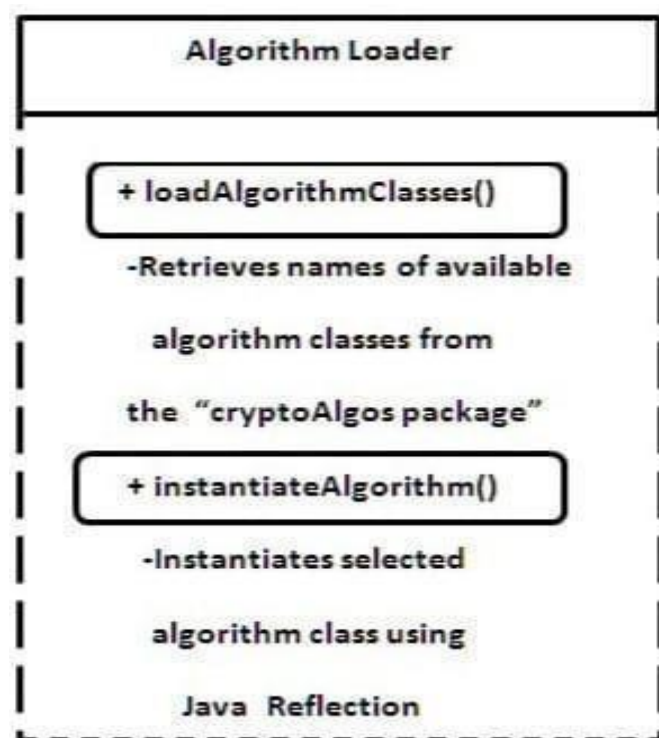 Algorithm Loader
+ loadAlgorithmClasses()
-Retrieves names of available
algorithm classes from
the “cryptoAlgos package”
+ instantiateAlgorithm()
-Instantiates selected
algorithm class using
Java Reflection